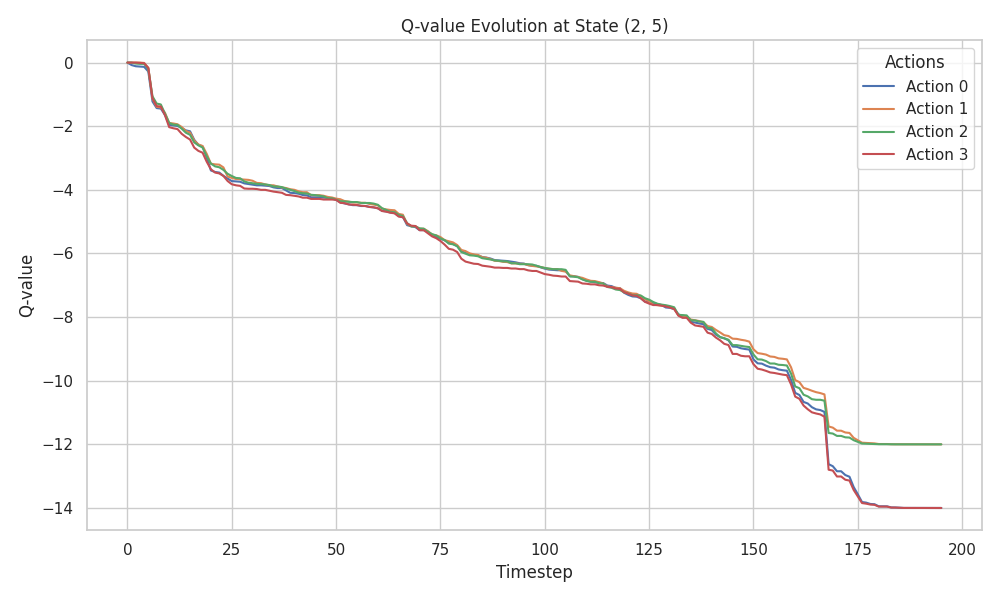 Q-value Evolution at State (2, 5)
Actions
Action 0
Action 1
Action 2
Action 3
Q-value
0
−2
−4
−6
−8
−10
−12
−14
0 25 50 75 100 125 150 175 200
Timestep